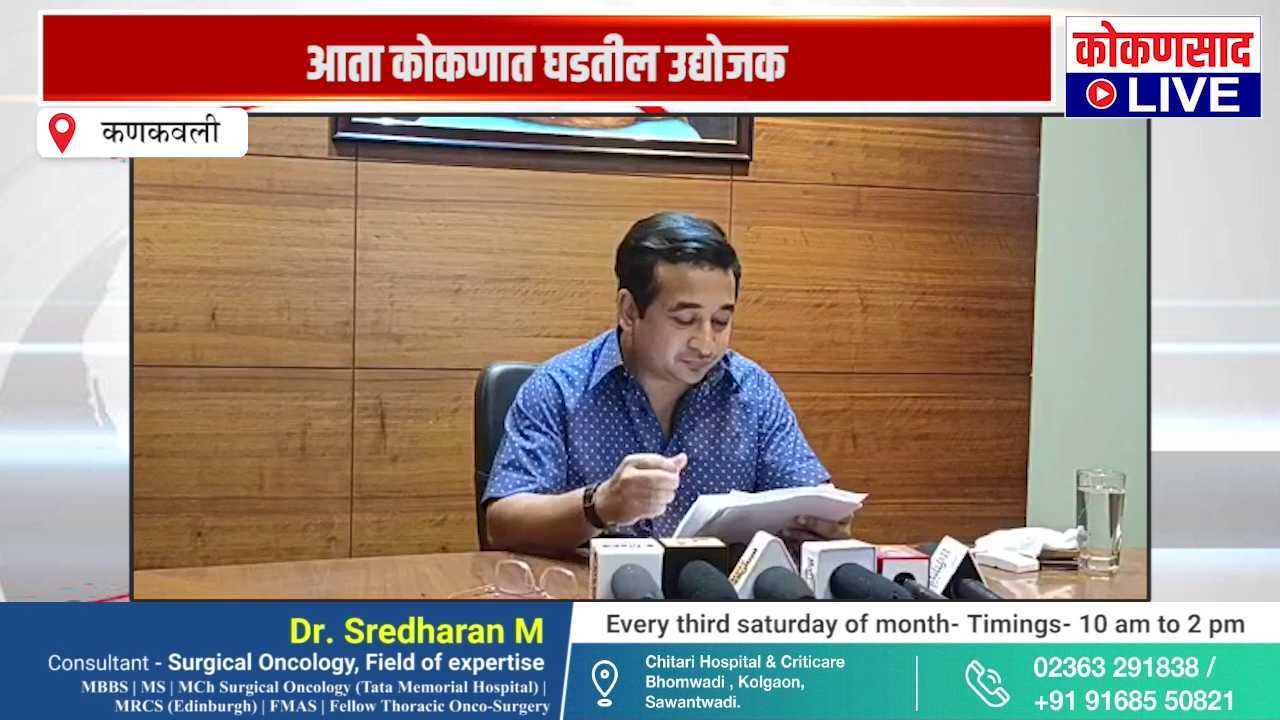 आता कोकणात घडतील उद्योजक
कोकणसाद
LIVE
कणकवली
Dr. Sredharan M
Consultant - Surgical Oncology, Field of expertise
MBBS | MS | MCh Surgical Oncology (Tata Memorial Hospital) |
MRCS (Edinburgh) | FMAS | Fellow Thoracic Onco-Surgery
Every third saturday of month- Timings- 10 am to 2 pm
Chitari Hospital & Criticare
Bhomwadi , Kolgaon,
Sawantwadi.
02363 291838 /
+91 91685 50821